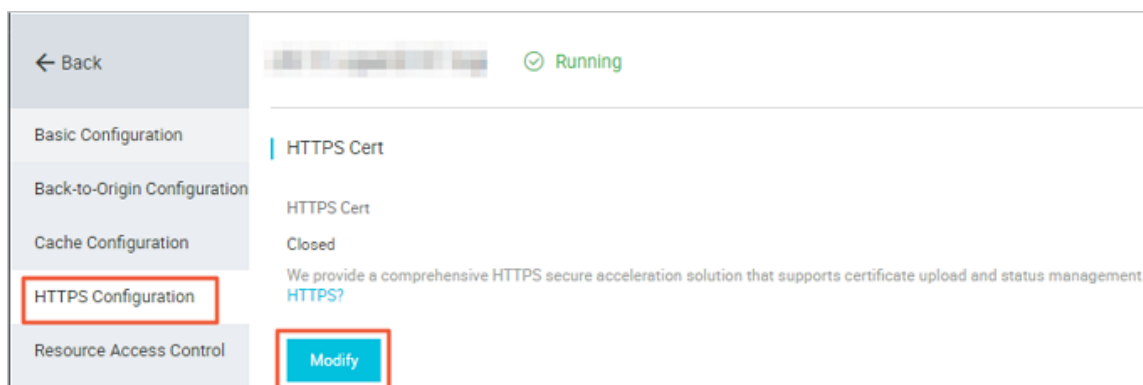 ← Back
Running
Basic Configuration
Back-to-Origin Configuration
Cache Configuration
HTTPS Configuration
Resource Access Control
HTTPS Cert
HTTPS Cert
Closed
We provide a comprehensive HTTPS secure acceleration solution that supports certificate upload and status management
HTTPS?
Modify